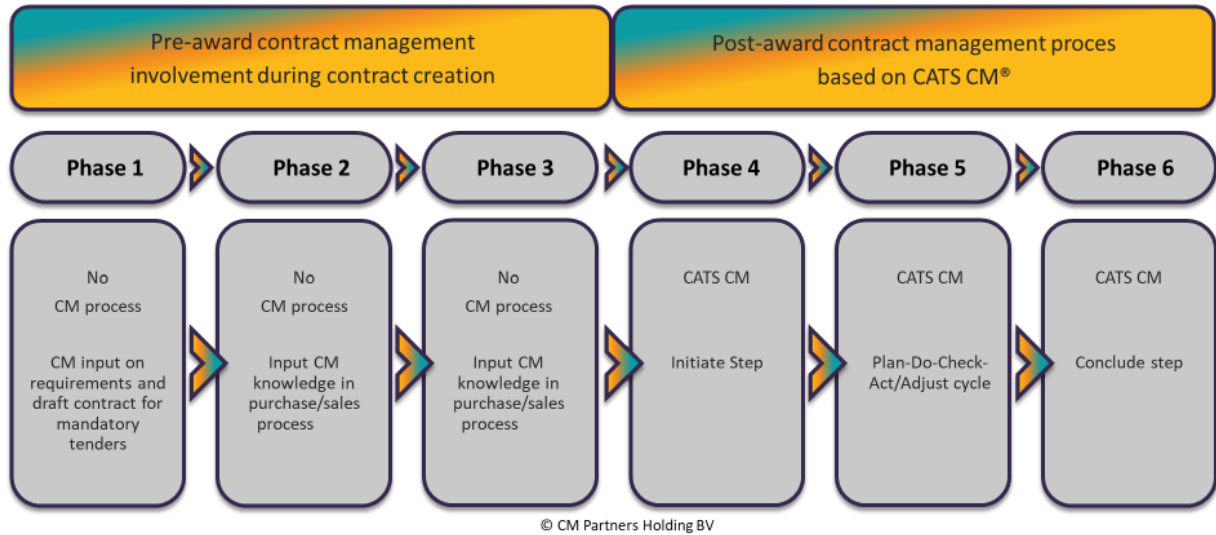 Pre-award contract management
involvement during contract creation
Post-award contract management proces
based on CATS CM®
Phase 1
Phase 2
Phase 3
Phase 4
Phase 5
Phase 6
No
CM process
CM input on
requirements and
draft contract for
mandatory
tenders
No
CM process
Input CM
knowledge in
purchase/sales
process
No
CM process
Input CM
knowledge in
purchase/sales
process
CATS CM
Initiate Step
CATS CM
Plan-Do-Check-
Act/Adjust cycle
CATS CM
Conclude step
© CM Partners Holding BV